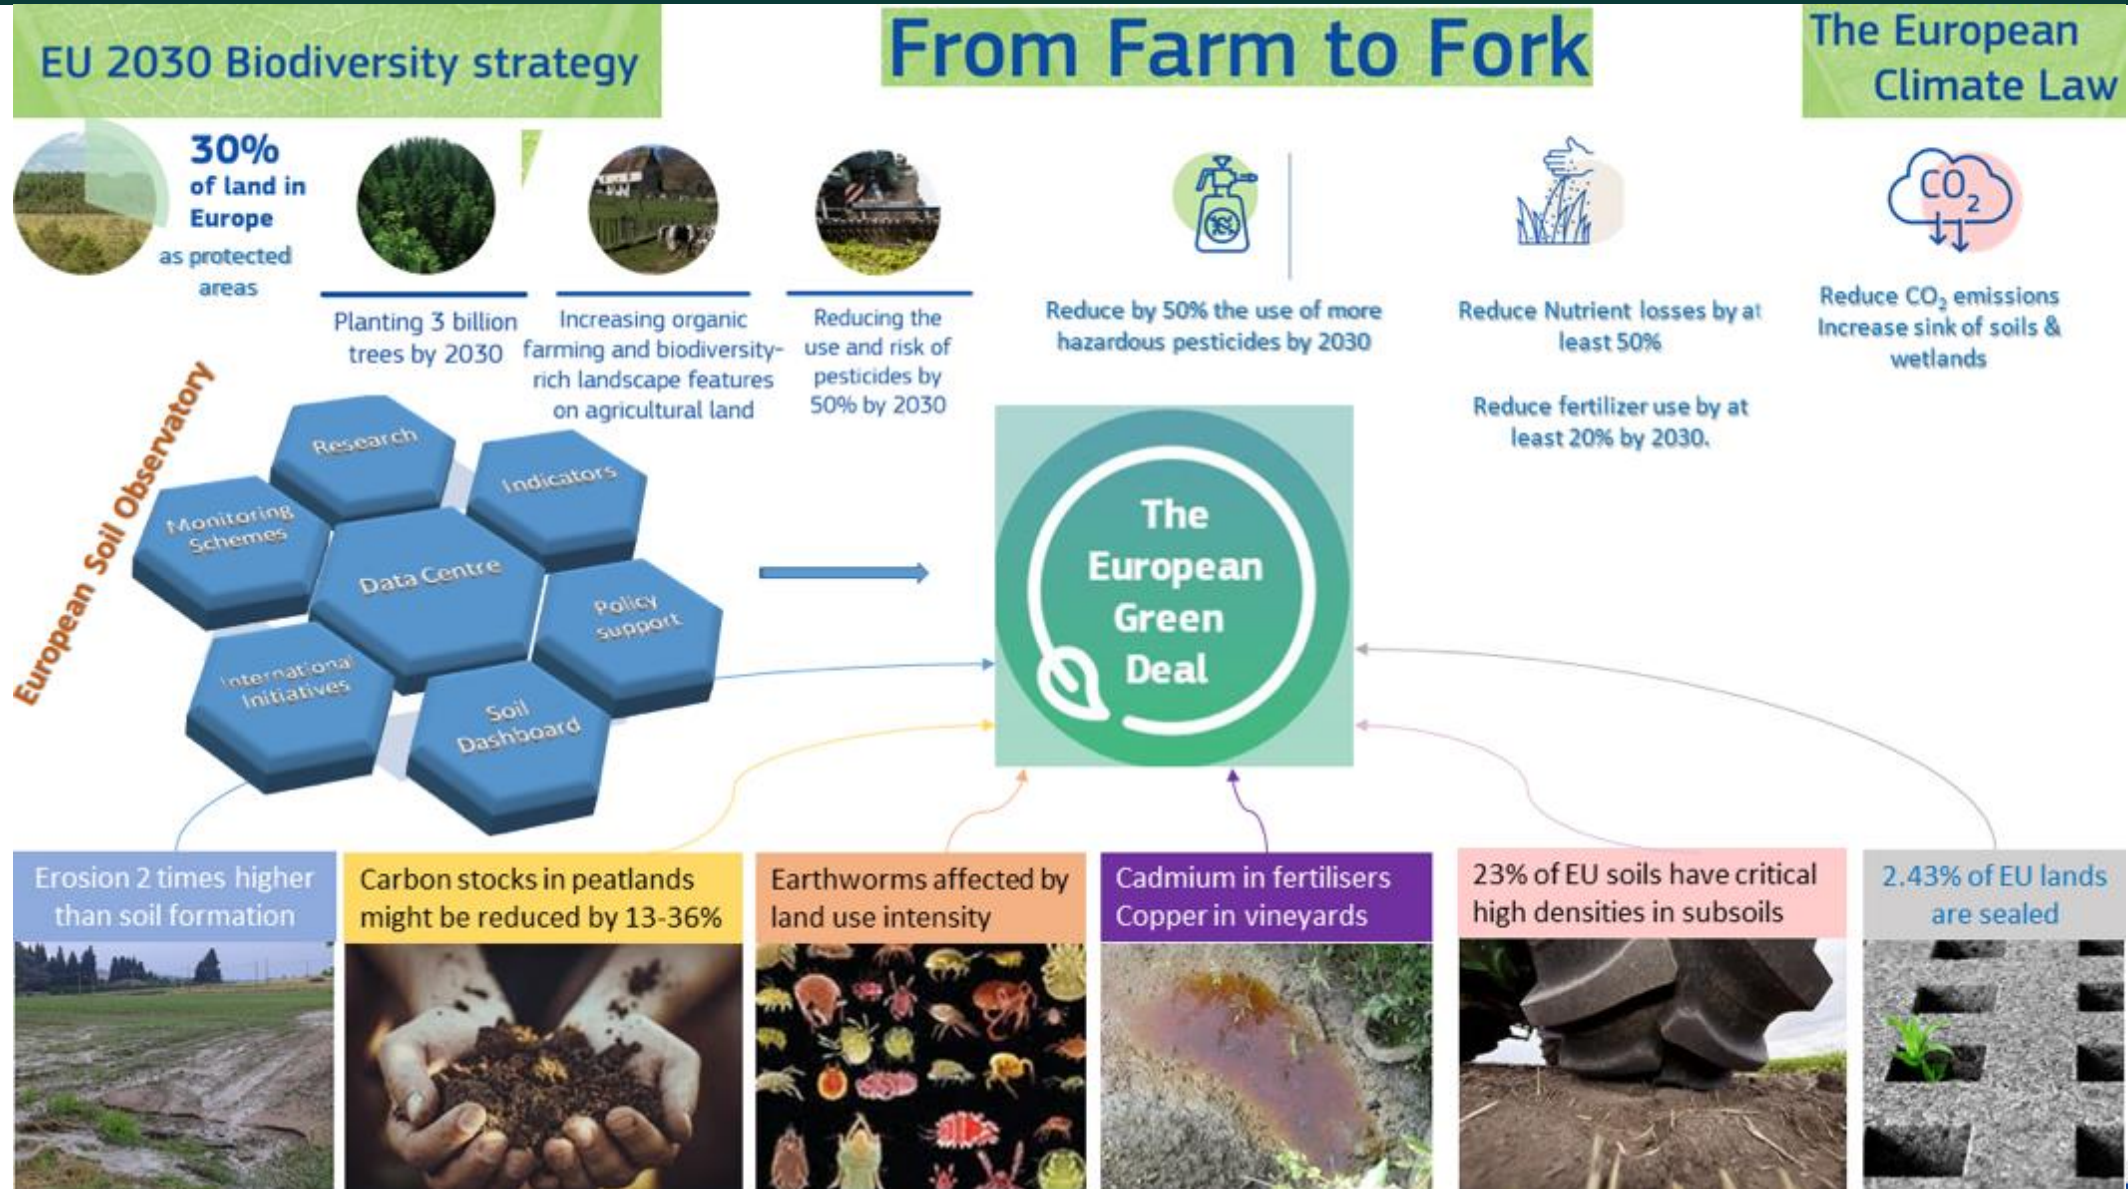 EU 2030 Biodiversity strategy
From Farm to Fork
The European
Climate Law
30%
of land in
Europe
as protected
areas
Planting 3 billion
trees by 2030
Increasing organic
farming and biodiversity-
rich landscape features
on agricultural land
Reducing the
use and risk of
pesticides by
50% by 2030
Reduce by 50% the use of more
hazardous pesticides by 2030
Reduce Nutrient losses by at
least 50%
Reduce fertilizer use by at
least 20% by 2030.
CO₂
Reduce CO₂ emissions
Increase sink of soils &
wetlands
European Soil Observatory
Research
Indicators
Monitoring
Schemes
Data Centre
Policy
support
International
Initiatives
Soil
Dashboard
The
European
Green
Deal
Erosion 2 times higher
than soil formation
Carbon stocks in peatlands
might be reduced by 13-36%
Earthworms affected by
land use intensity
Cadmium in fertilisers
Copper in vineyards
23% of EU soils have critical
high densities in subsoils
2.43% of EU lands
are sealed